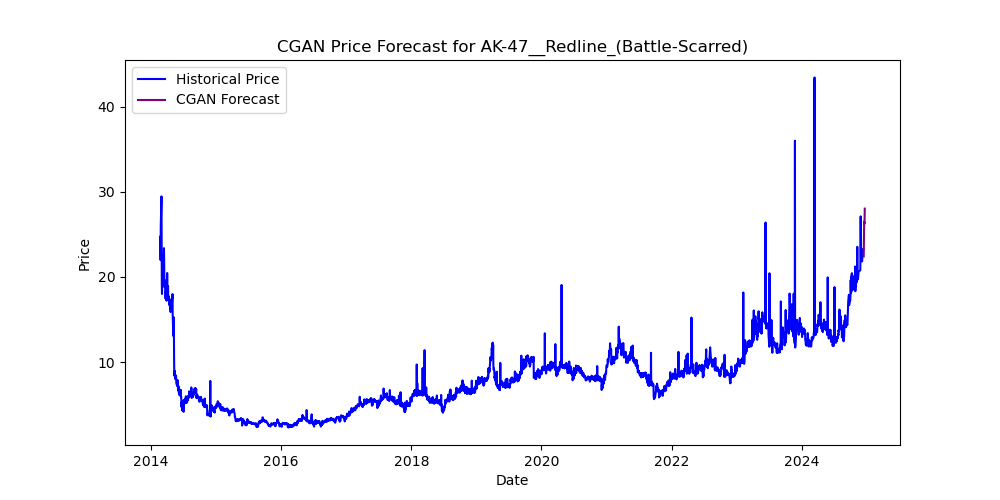 CGAN Price Forecast for AK-47__Redline_(Battle-Scarred)
Historical Price
CGAN Forecast
Price
40
30
20
10
2014
2016
2018
2020
2022
2024
Date